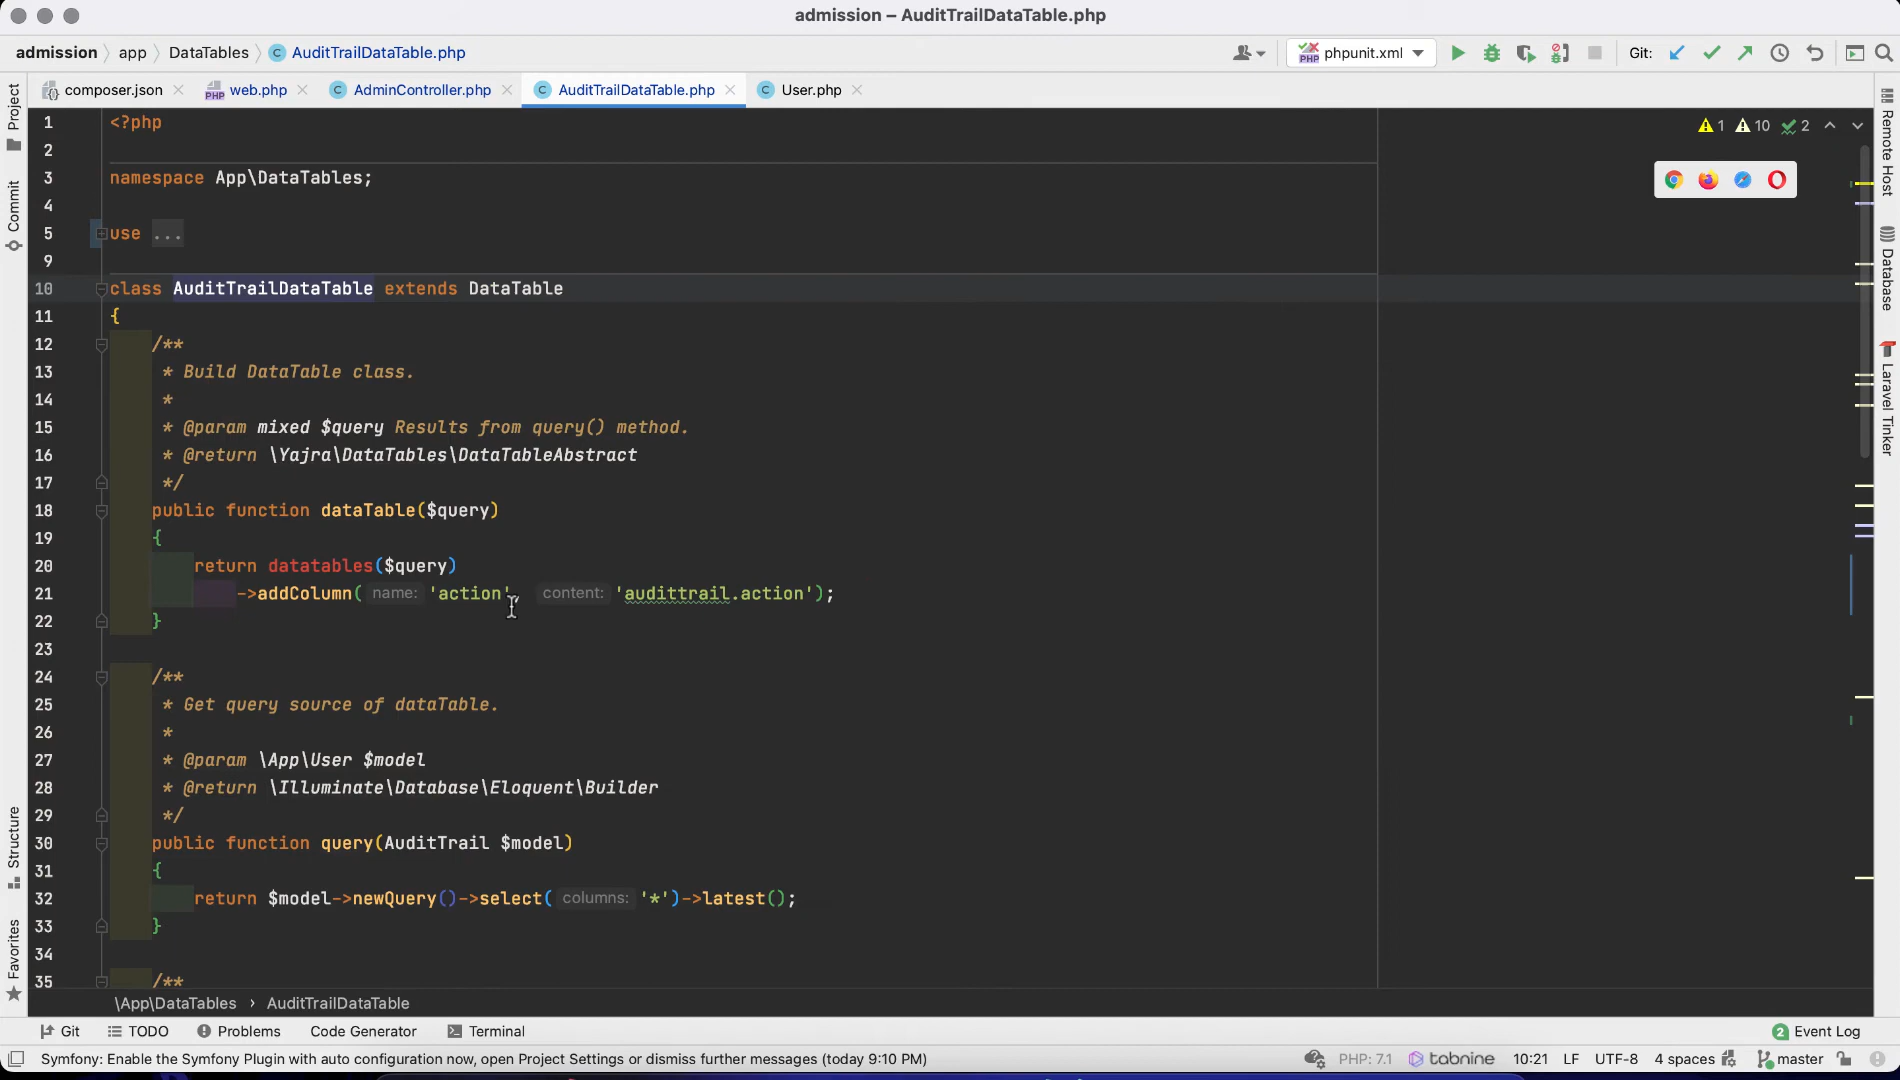 admission – AuditTrailDataTable.php
admission app DataTables C AuditTrailDataTable.php
PHP phpunit.xml Git:
composer.json PHP web.php C AdminController.php C AuditTrailDataTable.php C User.php
1 <?php 1 10 2
2
3 namespace App\DataTables;
4
5 use ...
9
10 class AuditTrailDataTable extends DataTable
11 {
12 /**
13 * Build DataTable class.
14 *
15 * @param mixed $query Results from query() method.
16 * @return \Yajra\DataTables\DataTableAbstract
17 */
18 public function dataTable($query)
19 {
20 return datatables($query)
21 ->addColumn( name: 'action', content: 'audittrail.action');
22 }
23
24 /**
25 * Get query source of dataTable.
26 *
27 * @param \App\User $model
28 * @return \Illuminate\Database\Eloquent\Builder
29 */
30 public function query(AuditTrail $model)
31 {
32 return $model->newQuery()->select( columns: '*')->latest();
33 }
34
35 /**
Project
Commit
Structure
Favorites
Remote Host
Database
Laravel Tinker
\App\DataTables › AuditTrailDataTable
Git TODO Problems Code Generator Terminal 2 Event Log
Symfony: Enable the Symfony Plugin with auto configuration now, open Project Settings or dismiss further messages (today 9:10 PM) PHP: 7.1 tabnine 10:21 LF UTF-8 4 spaces master